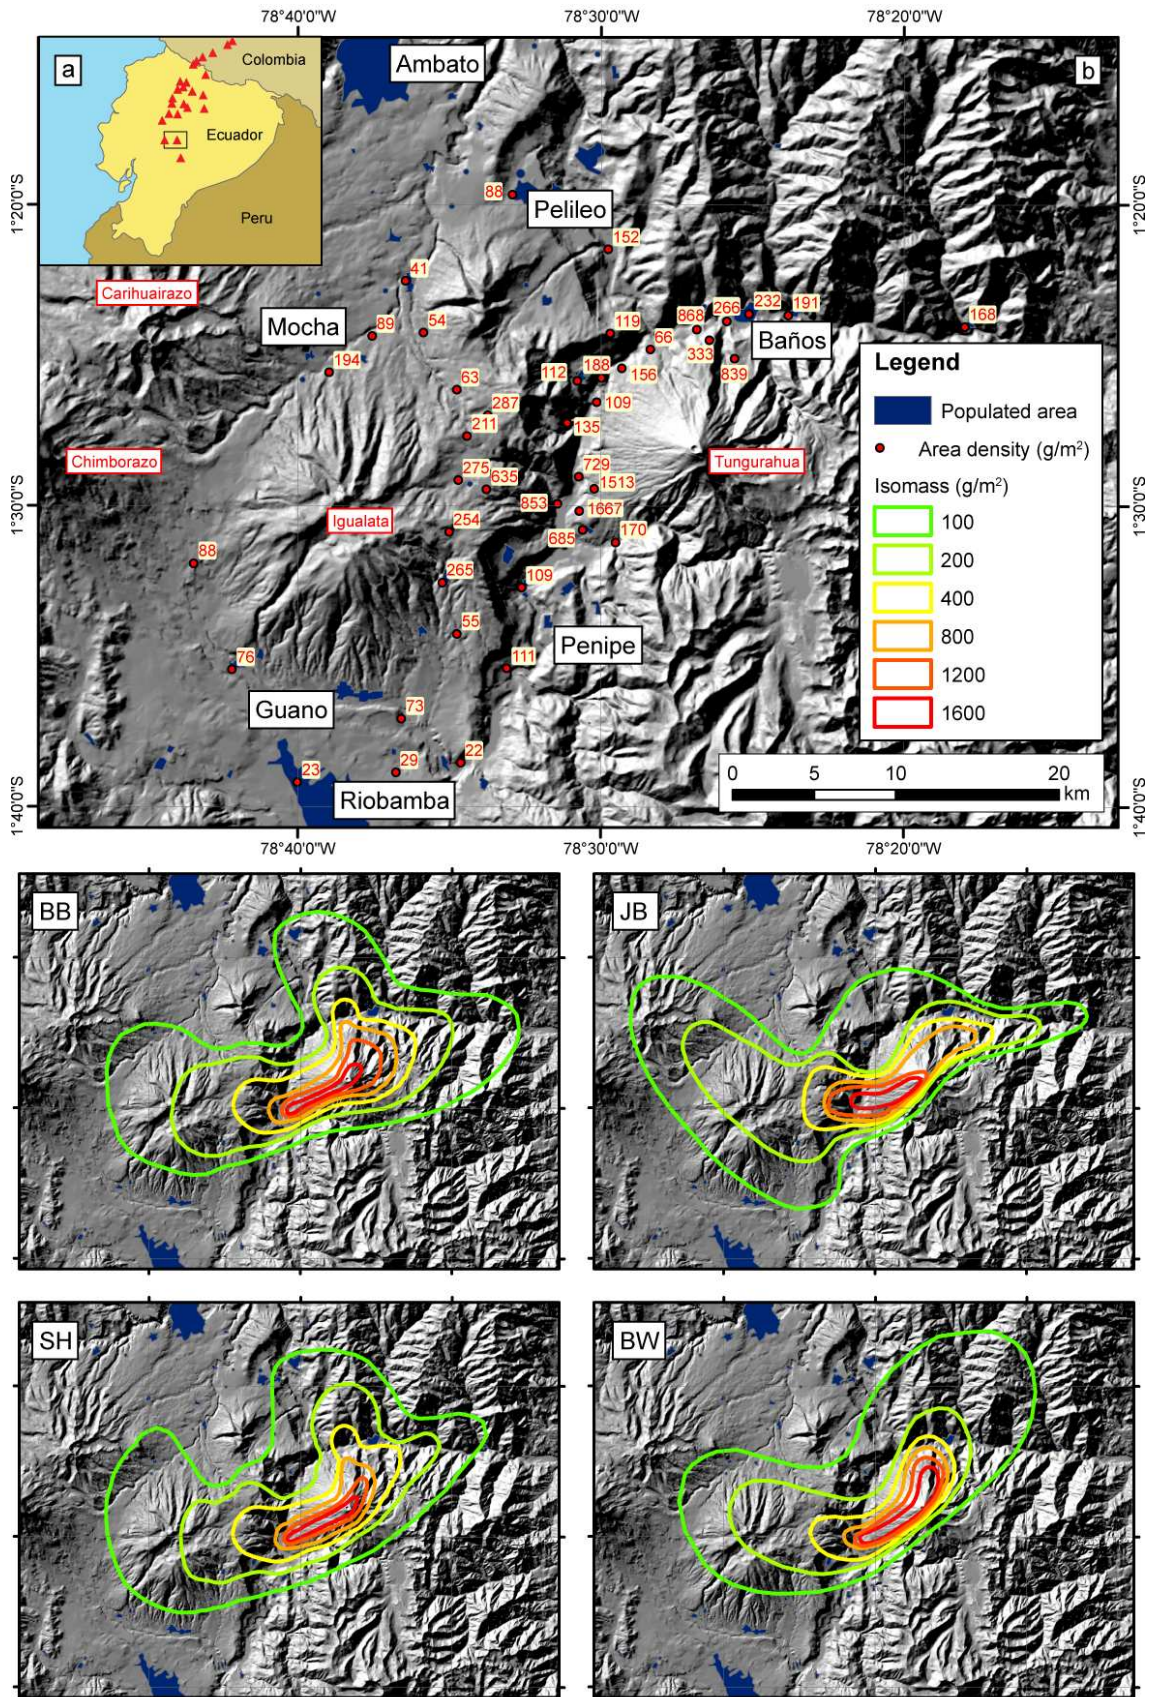 78°40'0"W
78°30'0"W
78°20'0"W
a
Colombia
Ecuador
Peru
b
Ambato
1°20'0"S
1°20'0"S
88
Pelileo
152
41
Carihuairazo
Mocha
89
54
119
868
266
232
191
168
66
Baños
194
333
188
156
839
112
63
109
287
211
135
Chimborazo
Tungurahua
275
635
729
1513
1°30'0"S
1°30'0"S
853
1667
Igualata
254
685
170
88
265
109
55
Penipe
76
111
Guano
73
22
29
23
Riobamba
1°40'0"S
1°40'0"S
Legend
Populated area
Area density (g/m²)
Isomass (g/m²)
100
200
400
800
1200
1600
0
5
10
20
km
78°40'0"W
78°30'0"W
78°20'0"W
BB
JB
SH
BW